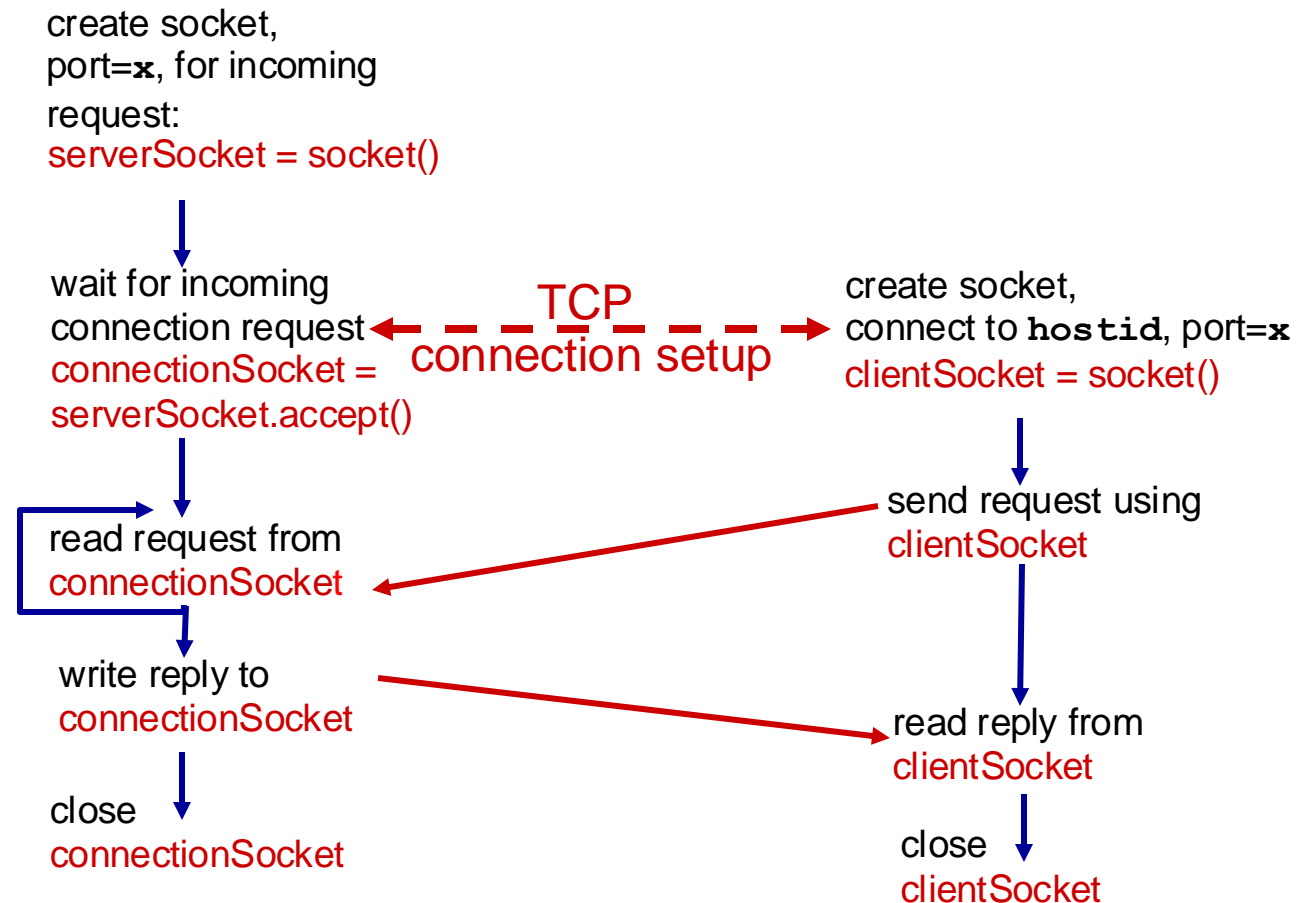 create socket,
port=x, for incoming
request:
serverSocket = socket()
wait for incoming
connection request
connectionSocket =
serverSocket.accept()
TCP
connection setup
create socket,
connect to hostid, port=x
clientSocket = socket()
read request from
connectionSocket
send request using
clientSocket
write reply to
connectionSocket
read reply from
clientSocket
close
connectionSocket
close
clientSocket